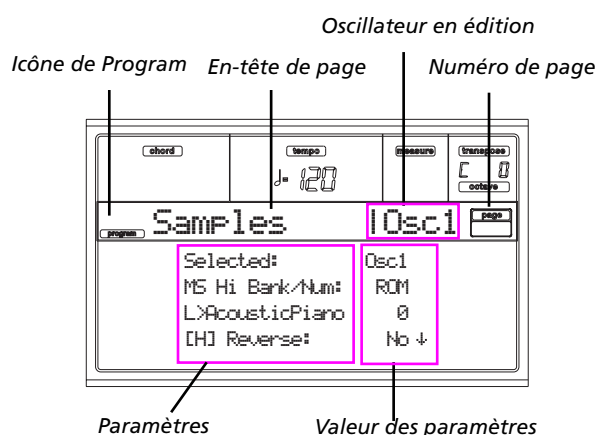 Oscillateur en édition
Icône de Program En-tête de page Numéro de page
chord tempo measure transpose
♩= 120 C 0
octave
program Samples |Osc1 page
Selected: Osc1
MS Hi Bank/Num: ROM
L>AcousticPiano 0
[H] Reverse: No ↓
Paramètres Valeur des paramètres